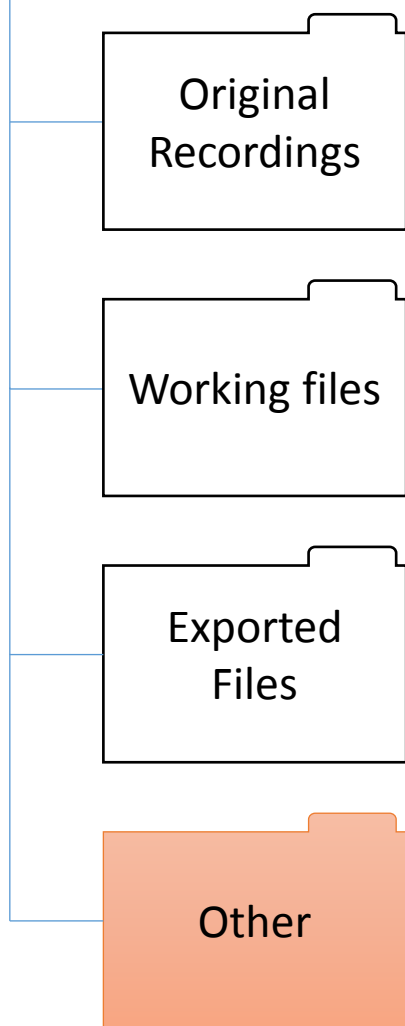 Original
Recordings
Working files
Exported
Files
Other